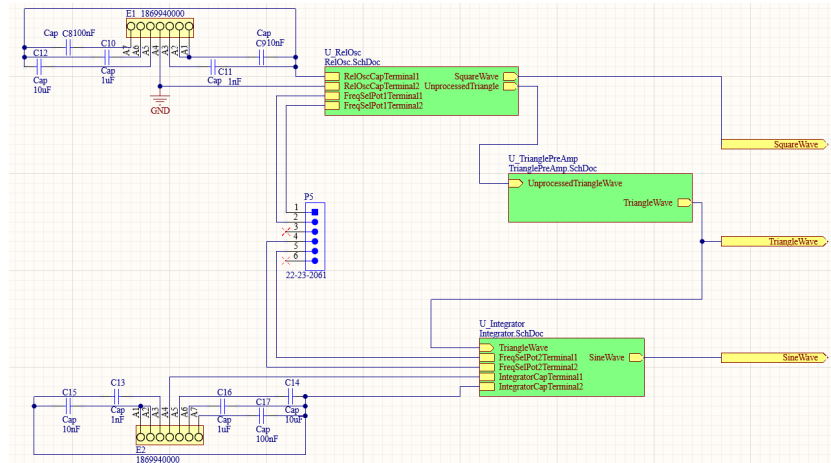 E1 1869940000
Cap C8100nF
C10
C12
Cap
C910nF
A7
A6
A5
A4
A3
A2
A1
C11
Cap 1nF
Cap
10uF
Cap
1uF
GND
U_RelOsc
RelOsc.SchDoc
RelOscCapTerminal1
RelOscCapTerminal2
FreqSelPot1Terminal1
FreqSelPot1Terminal2
SquareWave
UnprocessedTriangle
SquareWave
U_TrianglePreAmp
TrianglePreAmp.SchDoc
UnprocessedTriangleWave
TriangleWave
TriangleWave
P5
1
2
3
4
5
6
22-23-2061
U_Integrator
Integrator.SchDoc
TriangleWave
FreqSelPot2Terminal1
FreqSelPot2Terminal2
IntegratorCapTerminal1
IntegratorCapTerminal2
SineWave
SineWave
C15
C13
C16
C14
Cap
10nF
Cap
1nF
A1
A2
A3
A4
A5
A6
A7
Cap
1uF
C17
Cap
100nF
Cap
10uF
E2
1869940000